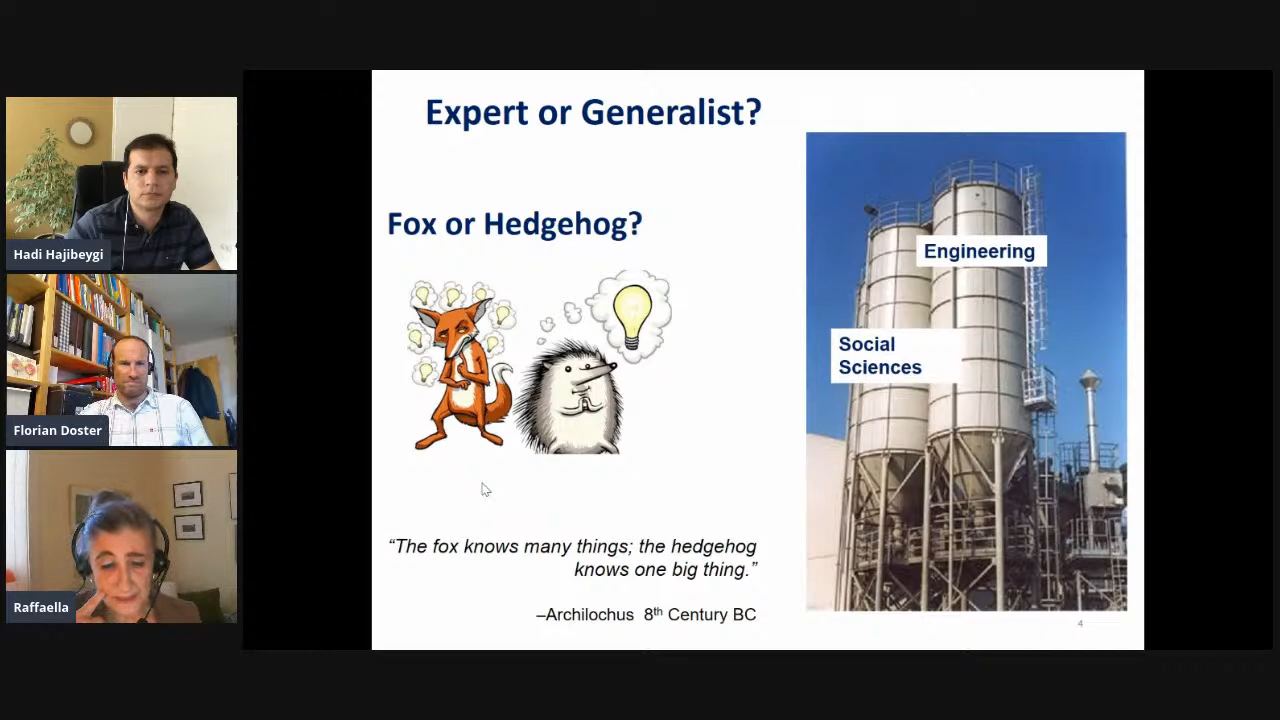 Expert or Generalist?
Fox or Hedgehog?
Engineering
Social
Sciences
“The fox knows many things; the hedgehog
knows one big thing.”
–Archilochus 8th Century BC
4
Hadi Hajibeygi
Florian Doster
Raffaella